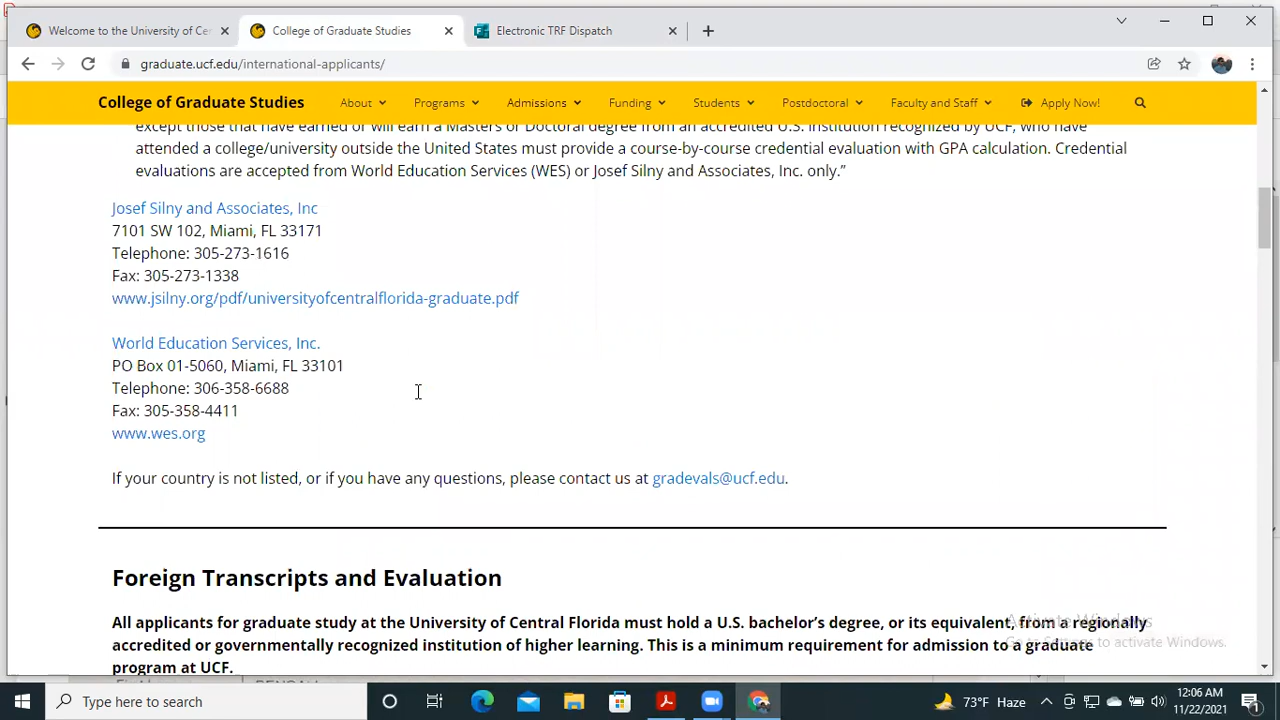 Welcome to the University of Ce
College of Graduate Studies
Electronic TRF Dispatch
graduate.ucf.edu/international-applicants/
College of Graduate Studies
About
Programs
Admissions
Funding
Students
Postdoctoral
Faculty and Staff
Apply Now!
except those that have earned or will earn a Masters or Doctoral degree from an accredited U.S. institution recognized by UCF, who have
attended a college/university outside the United States must provide a course-by-course credential evaluation with GPA calculation. Credential
evaluations are accepted from World Education Services (WES) or Josef Silny and Associates, Inc. only.”
Josef Silny and Associates, Inc
7101 SW 102, Miami, FL 33171
Telephone: 305-273-1616
Fax: 305-273-1338
www.jsilny.org/pdf/universityofcentralflorida-graduate.pdf
World Education Services, Inc.
PO Box 01-5060, Miami, FL 33101
Telephone: 306-358-6688
Fax: 305-358-4411
www.wes.org
If your country is not listed, or if you have any questions, please contact us at gradevals@ucf.edu.
Foreign Transcripts and Evaluation
All applicants for graduate study at the University of Central Florida must hold a U.S. bachelor’s degree, or its equivalent, from a regionally
accredited or governmentally recognized institution of higher learning. This is a minimum requirement for admission to a graduate
program at UCF.
Activate Windows
Go to Settings to activate Windows.
Type here to search
73°F Haze
12:06 AM
11/22/2021
1